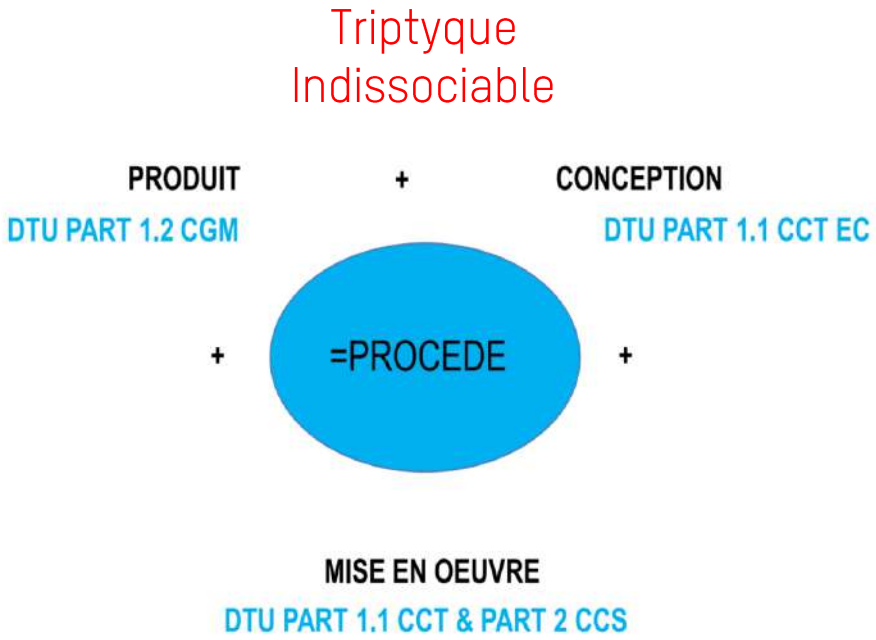 Triptyque
Indissociable
PRODUIT + CONCEPTION
DTU PART 1.2 CGM DTU PART 1.1 CCT EC
+ =PROCEDE +
MISE EN OEUVRE
DTU PART 1.1 CCT & PART 2 CCS